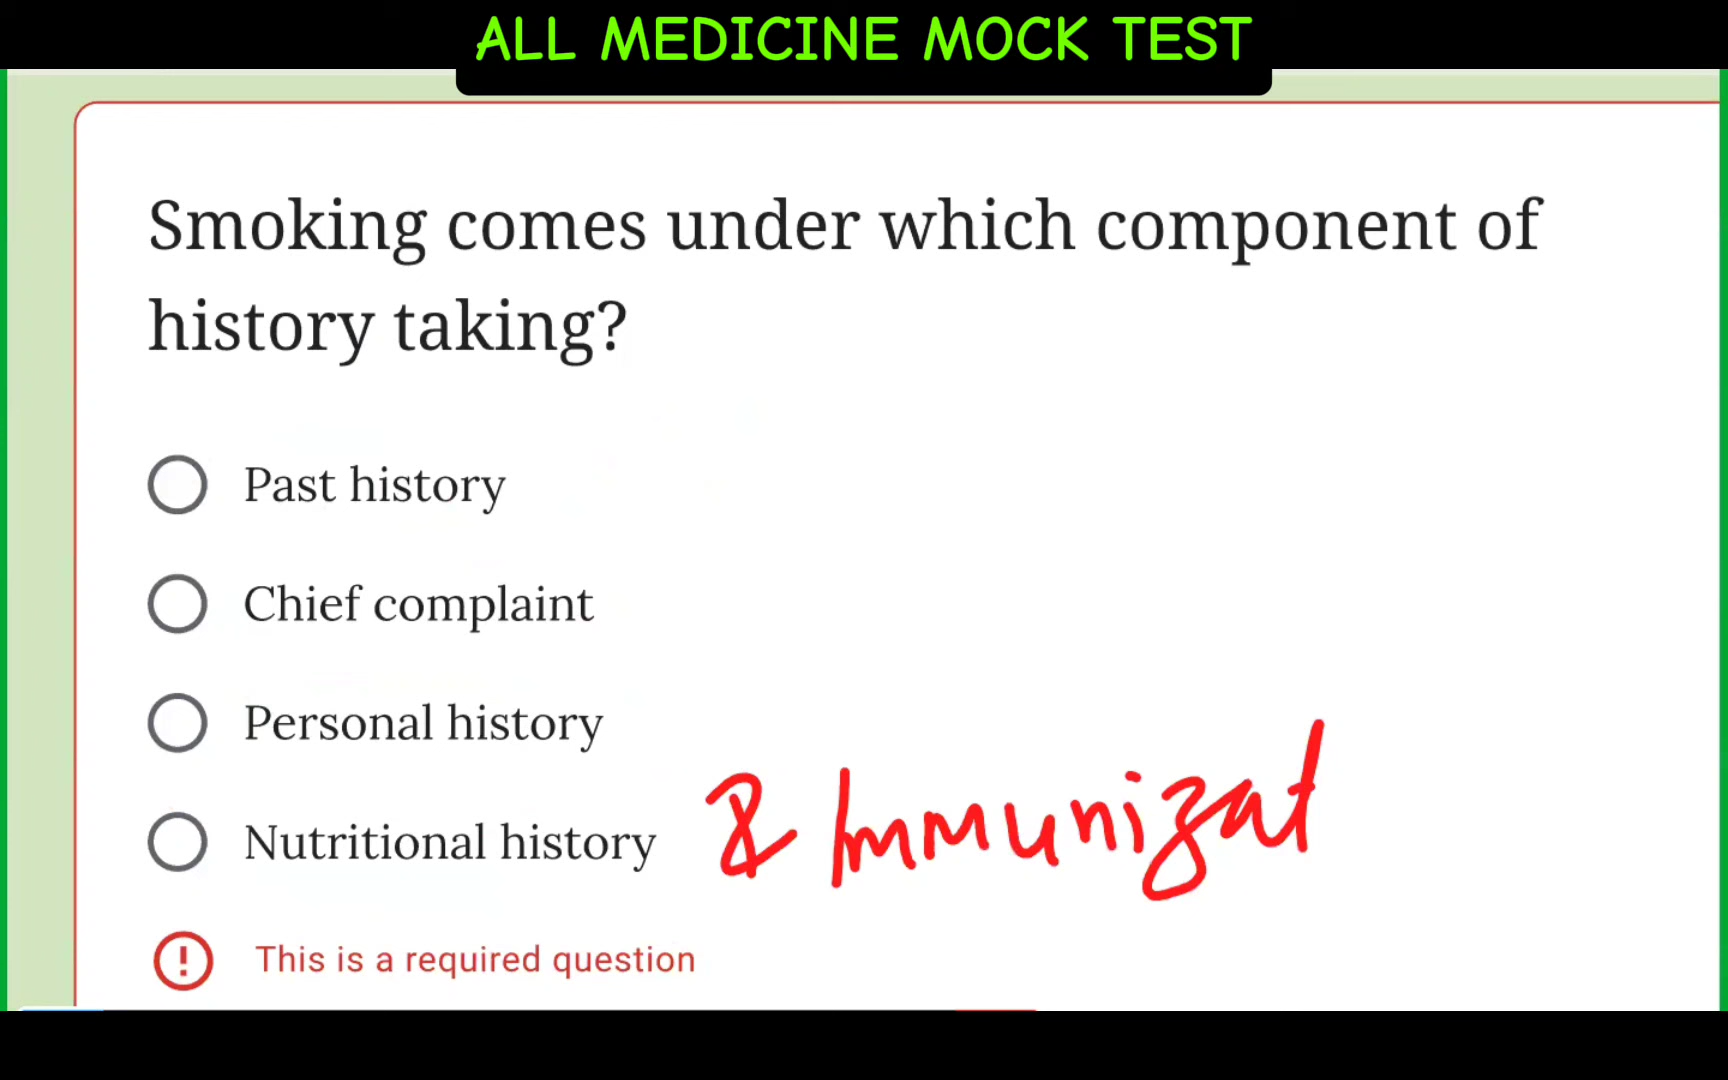 ALL MEDICINE MOCK TEST
Smoking comes under which component of
history taking?
Past history
Chief complaint
Personal history
Nutritional history & Immunizat
This is a required question